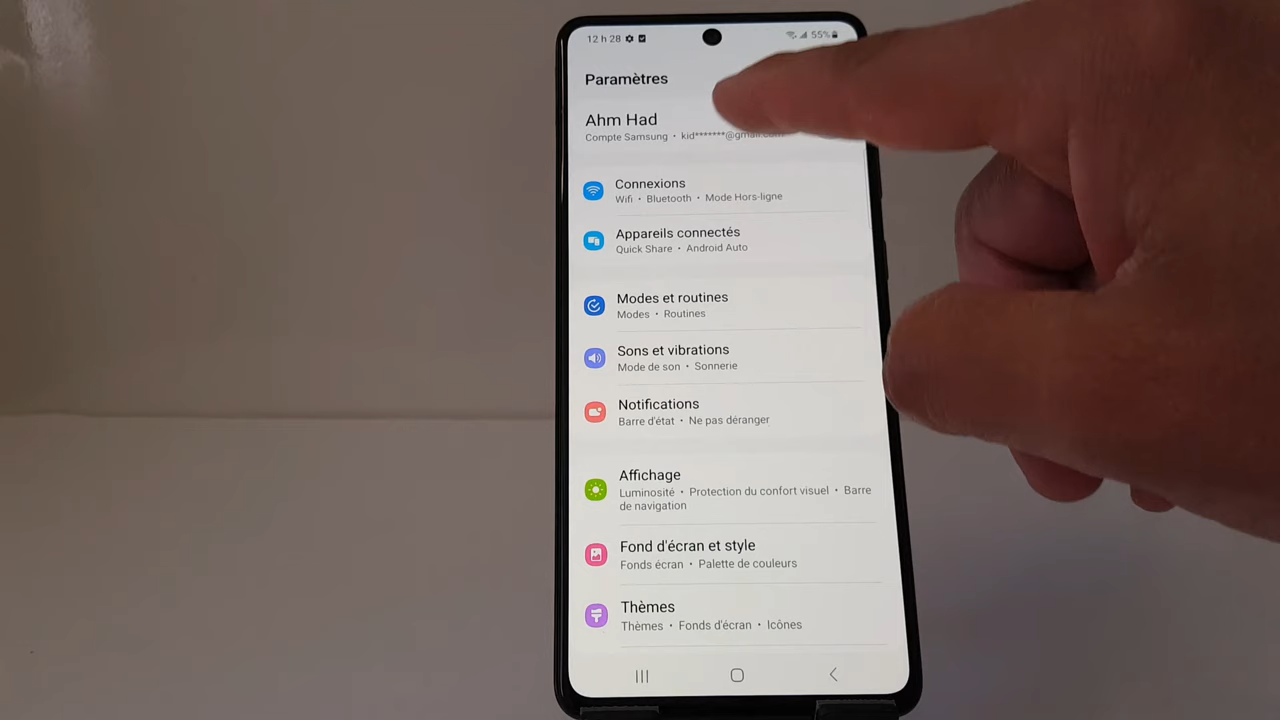 12 h 28
55%
Paramètres
Ahm Had
Compte Samsung • kid*******@gmail.com
Connexions
Wifi • Bluetooth • Mode Hors-ligne
Appareils connectés
Quick Share • Android Auto
Modes et routines
Modes • Routines
Sons et vibrations
Mode de son • Sonnerie
Notifications
Barre d'état • Ne pas déranger
Affichage
Luminosité • Protection du confort visuel • Barre
de navigation
Fond d'écran et style
Fonds écran • Palette de couleurs
Thèmes
Thèmes • Fonds d'écran • Icônes